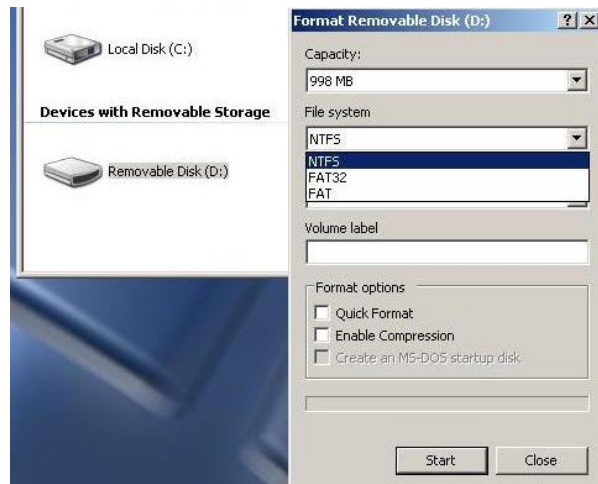 Local Disk (C:)
Devices with Removable Storage
Removable Disk (D:)
Format Removable Disk (D:)
Capacity:
998 MB
File system
NTFS
NTFS
FAT32
FAT
Volume label
Format options
Quick Format
Enable Compression
Create an MS-DOS startup disk
Start
Close